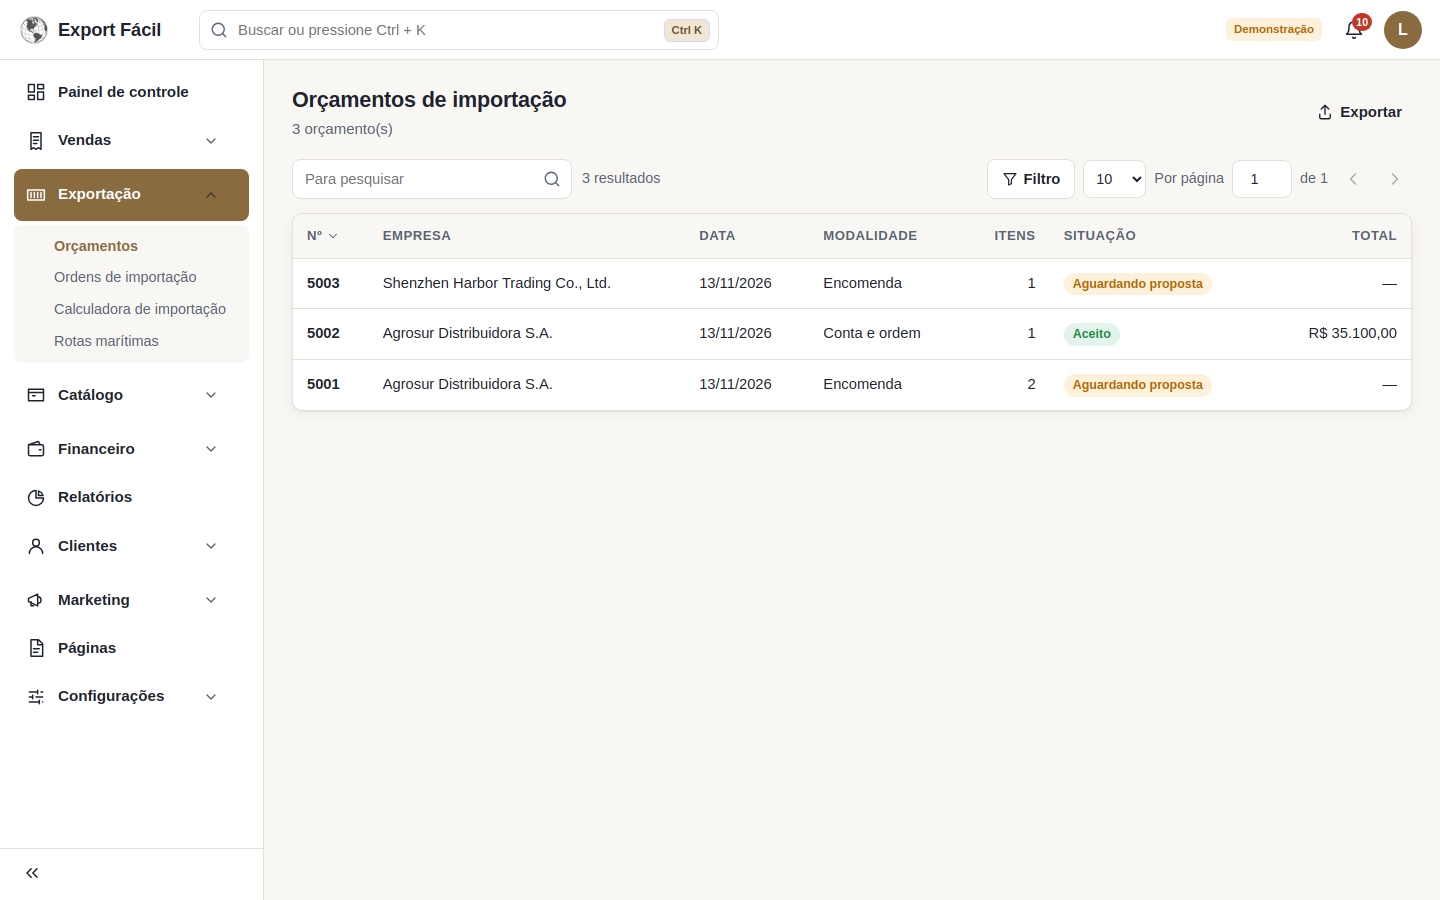 Export Fácil
Buscar ou pressione Ctrl + K
Ctrl K
Demonstração
10
L
Painel de controle
Vendas
Exportação
Orçamentos
Ordens de importação
Calculadora de importação
Rotas marítimas
Catálogo
Financeiro
Relatórios
Clientes
Marketing
Páginas
Configurações
Orçamentos de importação
3 orçamento(s)
Exportar
Para pesquisar
3 resultados
Filtro
10
Por página
1
de 1
Nº EMPRESA DATA MODALIDADE ITENS SITUAÇÃO TOTAL
5003 Shenzhen Harbor Trading Co., Ltd. 13/11/2026 Encomenda 1 Aguardando proposta —
5002 Agrosur Distribuidora S.A. 13/11/2026 Conta e ordem 1 Aceito R$ 35.100,00
5001 Agrosur Distribuidora S.A. 13/11/2026 Encomenda 2 Aguardando proposta —